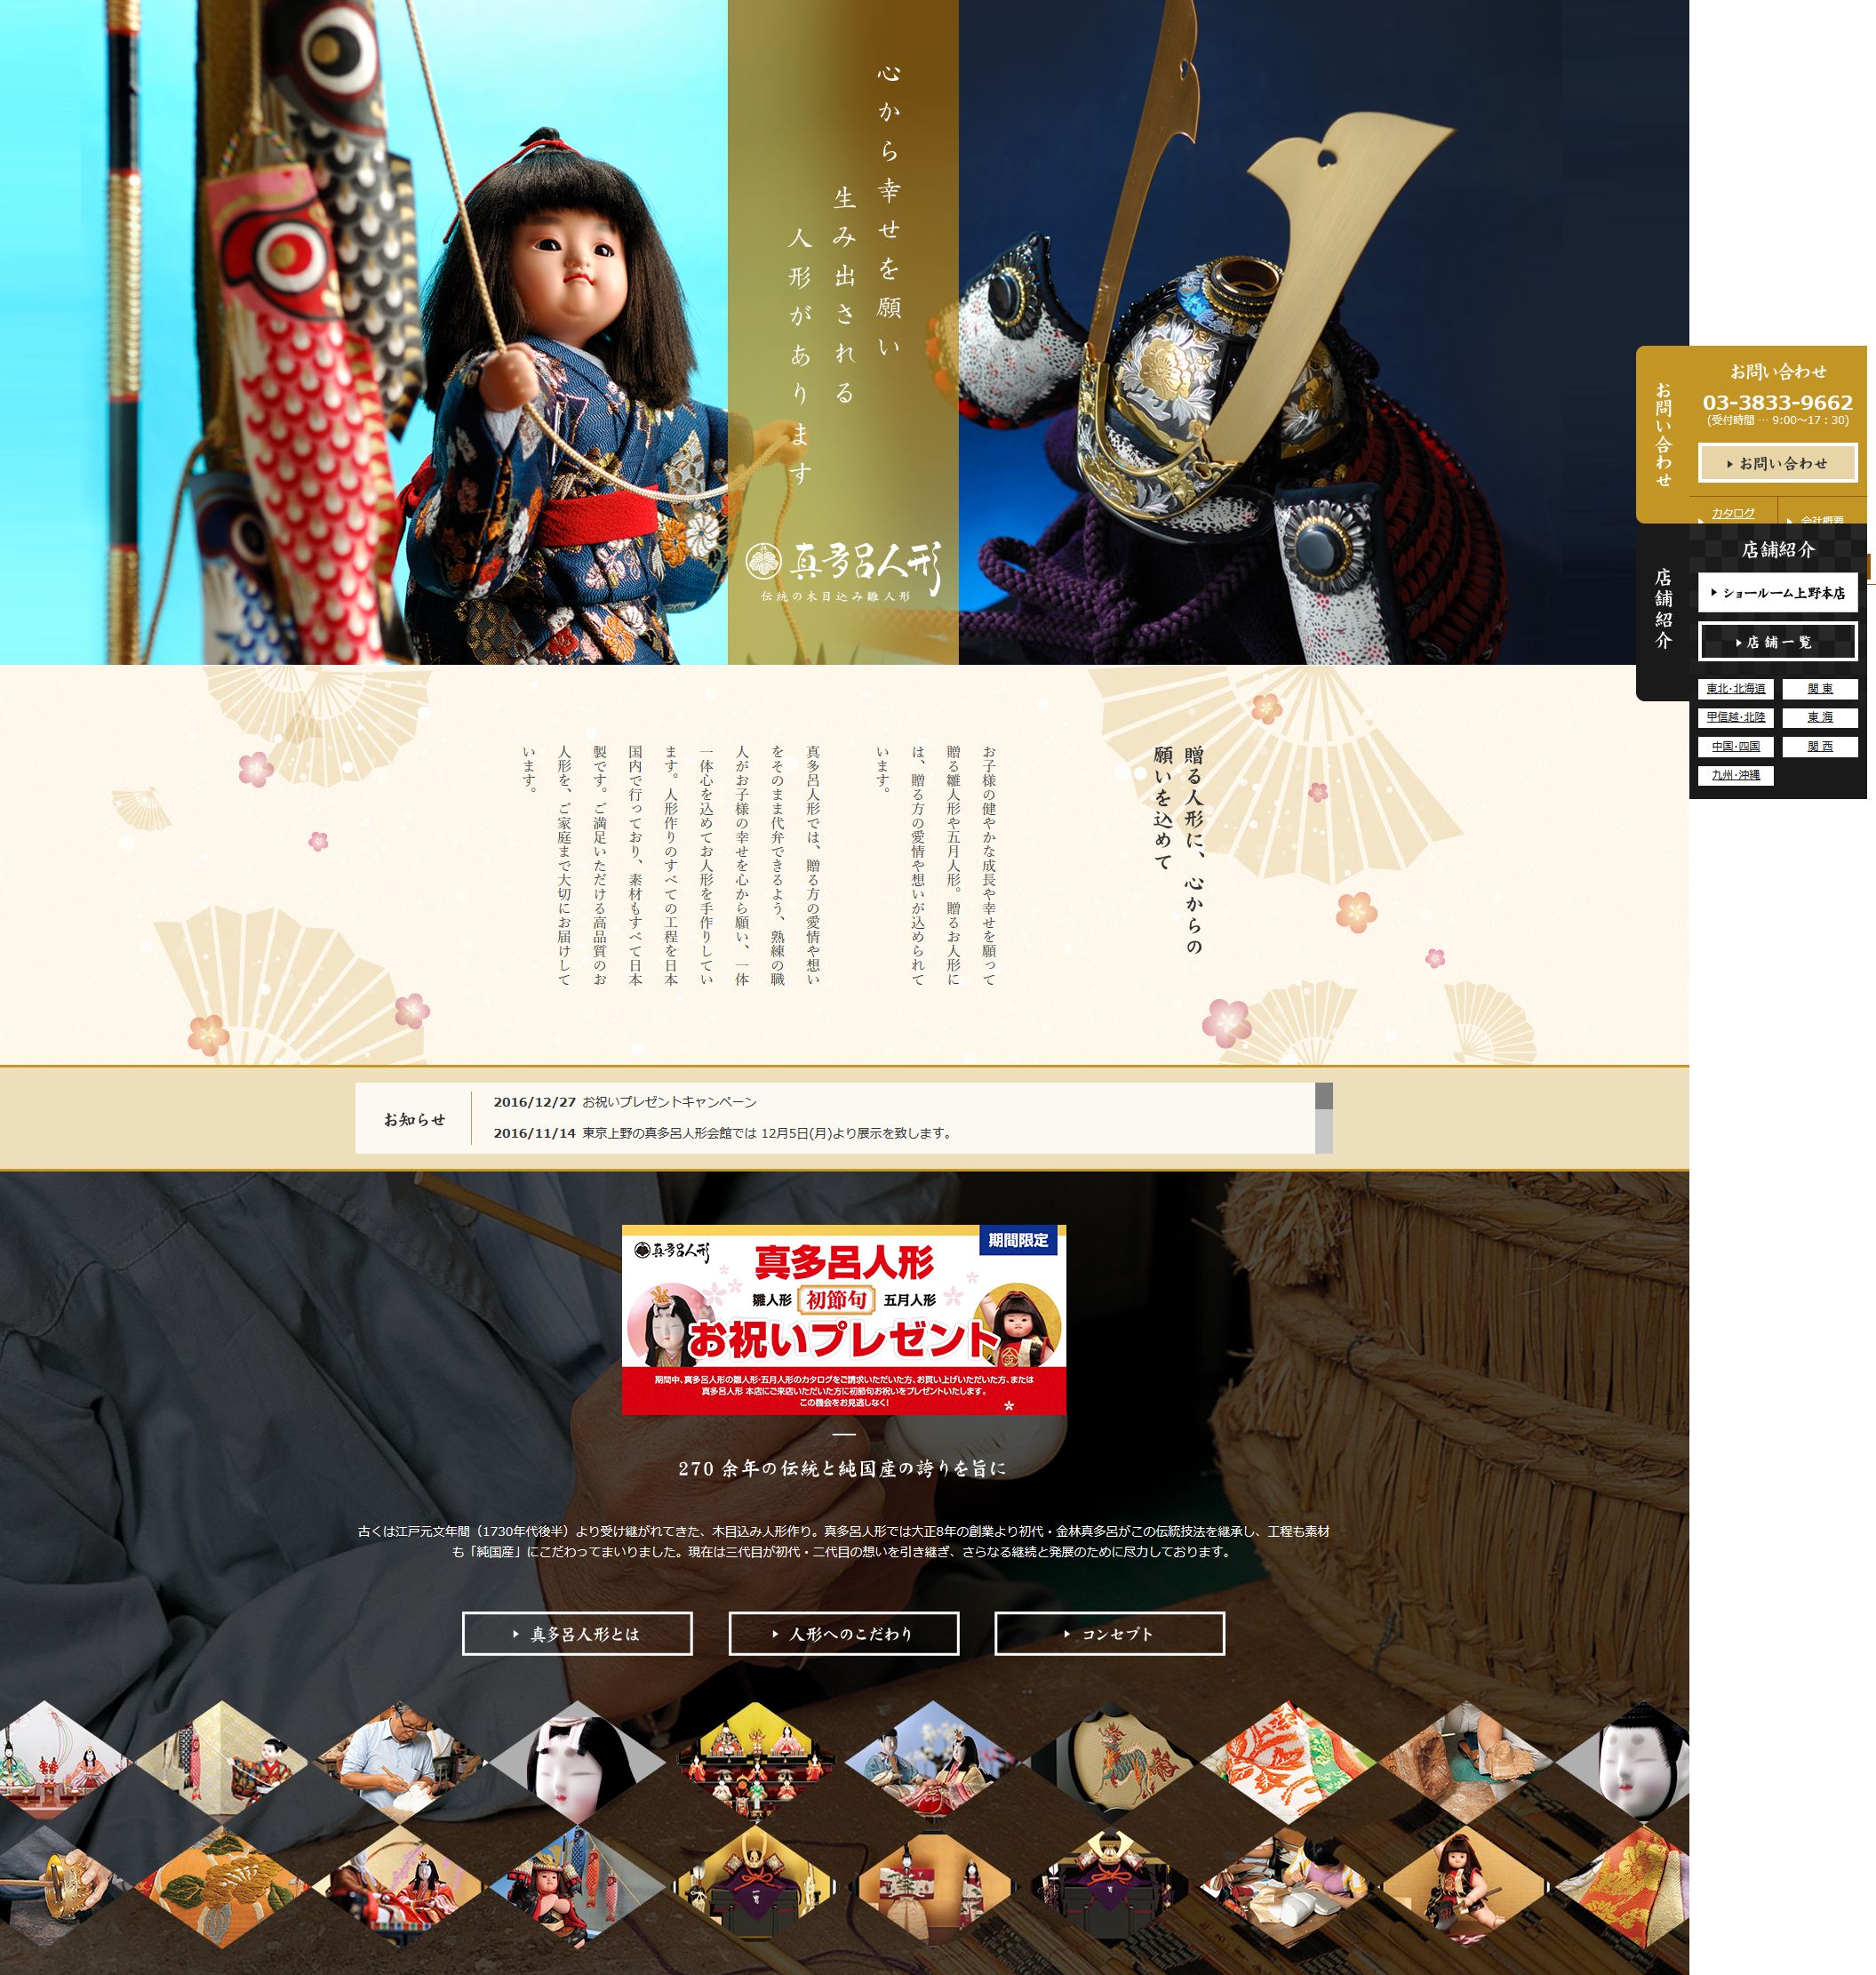 心から幸せを願い
生み出される
人形があります
真多呂人形
伝統の木目込み雛人形
お問い合わせ
お問い合わせ
03-3833-9662
(受付時間 … 9:00～17：30)
お問い合わせ
カタログ
会社概要
店舗紹介
店舗紹介
ショールーム上野本店
店舗一覧
東北･北海道
関 東
甲信越･北陸
東 海
中国･四国
関 西
九州･沖縄
贈る人形に、心からの
願いを込めて
お子様の健やかな成長や幸せを願って
贈る雛人形や五月人形。贈るお人形に
は、贈る方の愛情や想いが込められて
います。
真多呂人形では、贈る方の愛情や想い
をそのまま代弁できるよう、熟練の職
人がお子様の幸せを心から願い、一体
一体心を込めてお人形を手作りしてい
ます。人形作りのすべての工程を日本
国内で行っており、素材もすべて日本
製です。ご満足いただける高品質のお
人形を、ご家庭まで大切にお届けして
います。
お知らせ
2016/12/27 お祝いプレゼントキャンペーン
2016/11/14 東京上野の真多呂人形会館では 12月5日(月)より展示を致します。
真多呂人形
期間限定
真多呂人形
雛人形 初節句 五月人形
お祝いプレゼント
期間中、真多呂人形の雛人形･五月人形のカタログをご請求いただいた方、お買い上げいただいた方、または
真多呂人形 本店にご来店いただいた方に初節句お祝いをプレゼントいたします。
この機会をお見逃しなく!
270 余年の伝統と純国産の誇りを旨に
古くは江戸元文年間（1730年代後半）より受け継がれてきた、木目込み人形作り。真多呂人形では大正8年の創業より初代・金林真多呂がこの伝統技法を継承し、工程も素材
も「純国産」にこだわってまいりました。現在は三代目が初代・二代目の想いを引き継ぎ、さらなる継続と発展のために尽力しております。
真多呂人形とは
人形へのこだわり
コンセプト